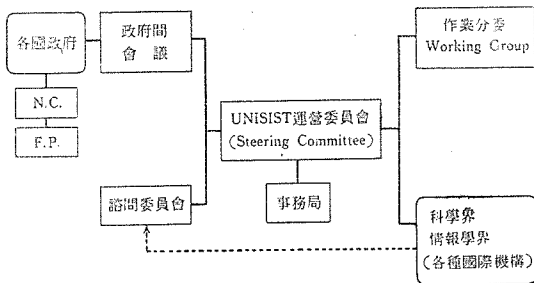 各國政府
N.C.
F.P.
政府間
會 議
諮問委員會
UNiSIST運營委員會
(Steering Committee)
事務局
作業分委
Working Group
科學界
情報學界
(各種國際機構)